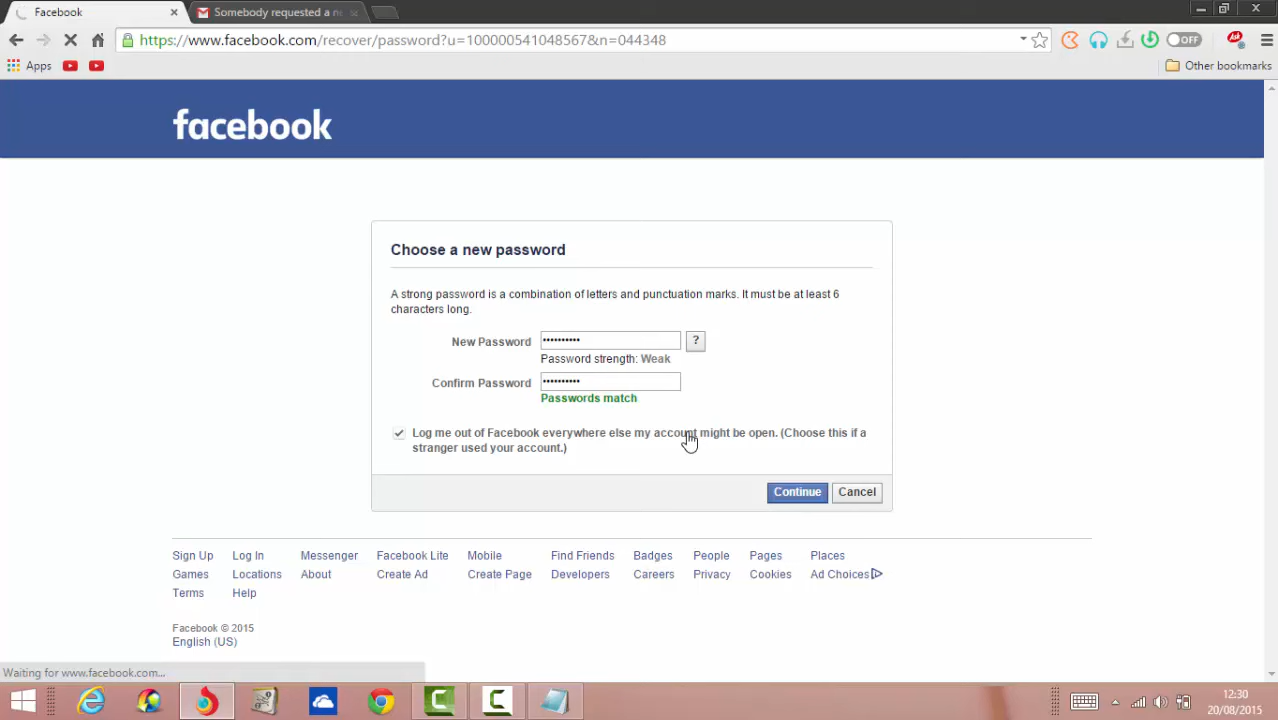 Facebook
Somebody requested a n
https://www.facebook.com/recover/password?u=100000541048567&n=044348
OFF
Ask
Apps
Other bookmarks
facebook
Choose a new password
A strong password is a combination of letters and punctuation marks. It must be at least 6
characters long.
New Password
?
Password strength: Weak
Confirm Password
Passwords match
Log me out of Facebook everywhere else my account might be open. (Choose this if a
stranger used your account.)
Continue Cancel
Sign Up Log In Messenger Facebook Lite Mobile Find Friends Badges People Pages Places
Games Locations About Create Ad Create Page Developers Careers Privacy Cookies Ad Choices
Terms Help
Facebook © 2015
English (US)
Waiting for www.facebook.com...
12:30
20/08/2015